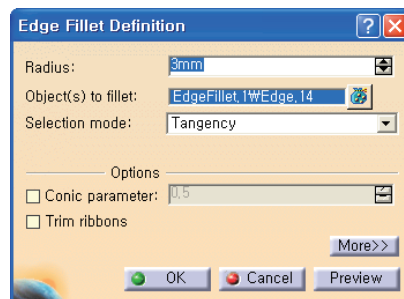 Edge Fillet Definition
Radius: 3mm
Object(s) to fillet: EdgeFillet,1₩Edge,14
Selection mode: Tangency
Options
Conic parameter: 0,5
Trim ribbons
More>>
OK Cancel Preview